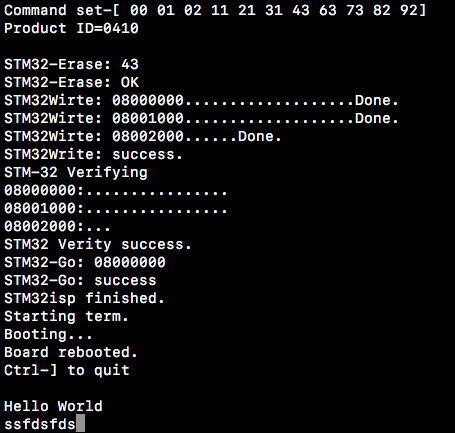 Command set-[ 00 01 02 11 21 31 43 63 73 82 92]
Product ID=0410
STM32-Erase: 43
STM32-Erase: OK
STM32Wirte: 08000000...................Done.
STM32Wirte: 08001000...................Done.
STM32Wirte: 08002000......Done.
STM32Write: success.
STM-32 Verifying
08000000:................
08001000:................
08002000:...
STM32 Verity success.
STM32-Go: 08000000
STM32-Go: success
STM32isp finished.
Starting term.
Booting...
Board rebooted.
Ctrl-] to quit
Hello World
ssfdsfds